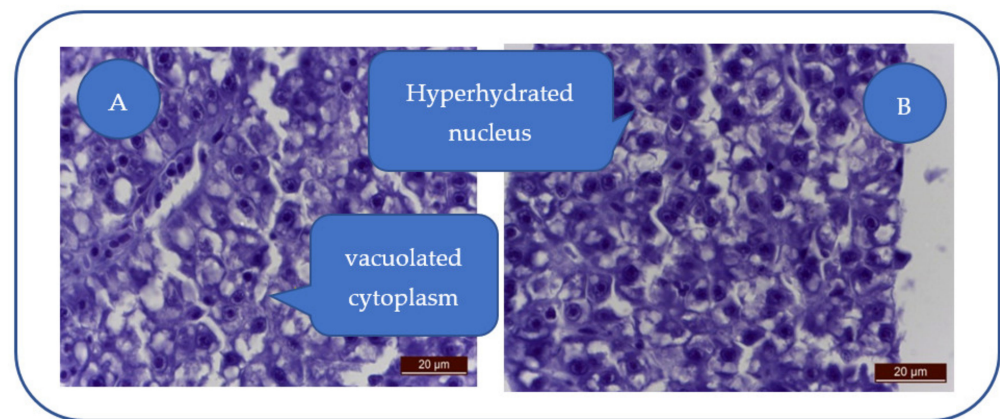 A
Hyperhydrated
nucleus
B
vacuolated
cytoplasm
20 µm
20 µm